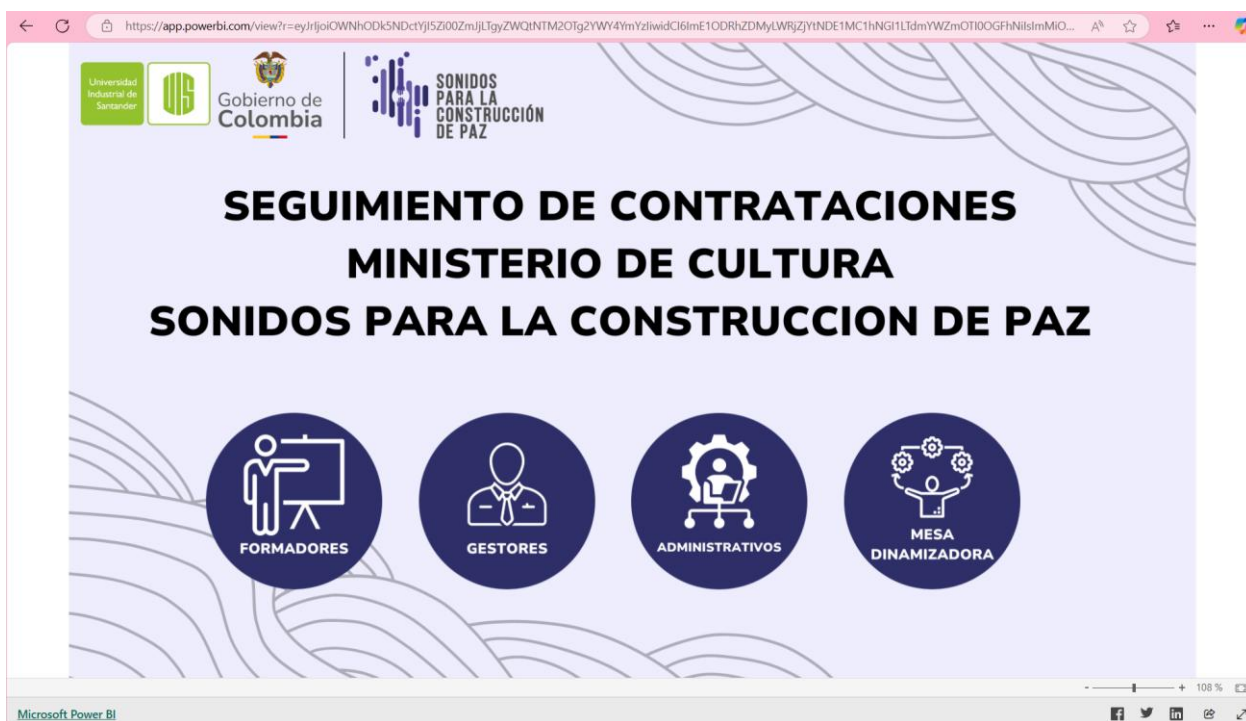 https://app.powerbi.com/view?r=eyJrIjoiOWNhODk5NDctYjI5Zi00ZmJjLTgyZWQtNTM2OTg2YWY4YmYzIiwidCI6ImE1ODRhZDMyLWRjZjYtNDE1MC1hNGI1LTdmYWZmOTI0OGFhNiIsImMiO...
Universidad
Industrial de
Santander
UIS
Gobierno de
Colombia
SONIDOS
PARA LA
CONSTRUCCIÓN
DE PAZ
SEGUIMIENTO DE CONTRATACIONES
MINISTERIO DE CULTURA
SONIDOS PARA LA CONSTRUCCION DE PAZ
FORMADORES
GESTORES
ADMINISTRATIVOS
MESA
DINAMIZADORA
- + 108 %
Microsoft Power BI